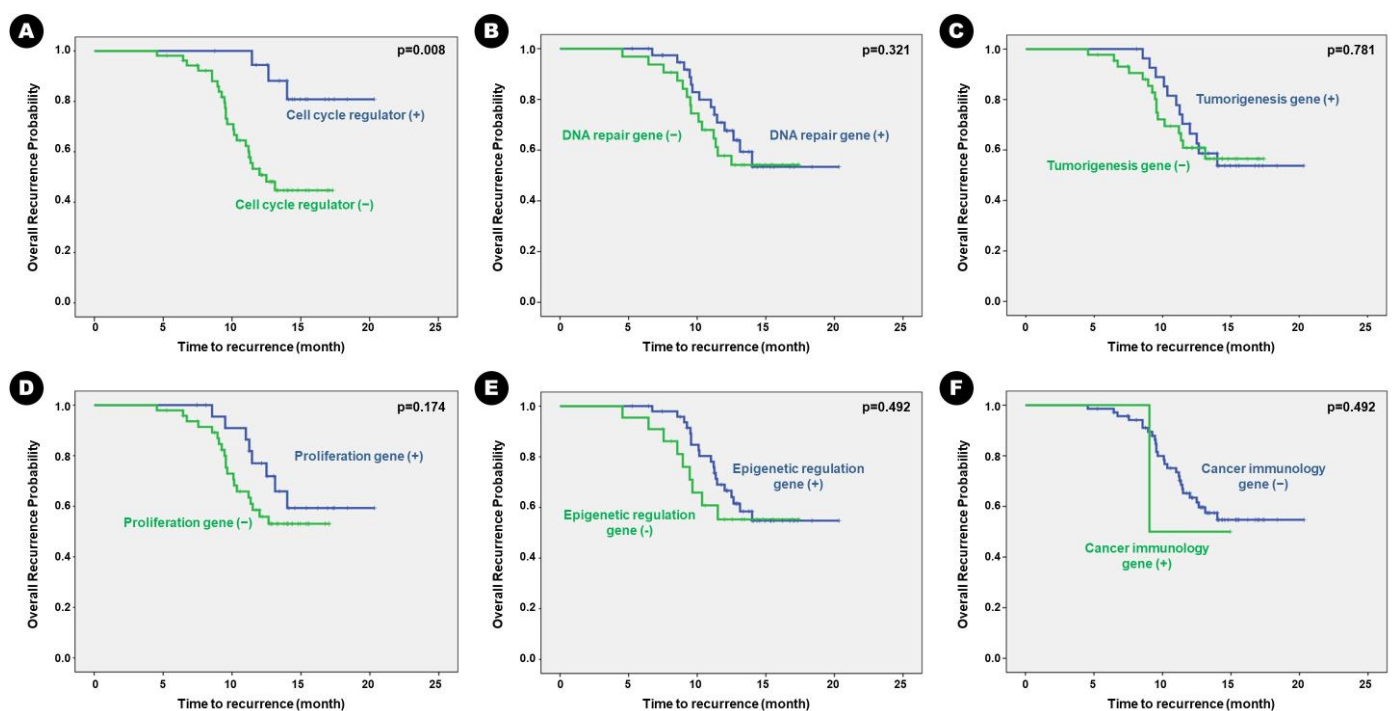 A
p=0.008
Overall Recurrence Probability
1.0
0.8
0.6
0.4
0.2
0.0
Cell cycle regulator (+)
Cell cycle regulator (−)
0 5 10 15 20 25
Time to recurrence (month)
B
p=0.321
Overall Recurrence Probability
1.0
0.8
0.6
0.4
0.2
0.0
DNA repair gene (−)
DNA repair gene (+)
0 5 10 15 20 25
Time to recurrence (month)
C
p=0.781
Overall Recurrence Probability
1.0
0.8
0.6
0.4
0.2
0.0
Tumorigenesis gene (+)
Tumorigenesis gene (−)
0 5 10 15 20 25
Time to recurrence (month)
D
p=0.174
Overall Recurrence Probability
1.0
0.8
0.6
0.4
0.2
0.0
Proliferation gene (+)
Proliferation gene (−)
0 5 10 15 20 25
Time to recurrence (month)
E
p=0.492
Overall Recurrence Probability
1.0
0.8
0.6
0.4
0.2
0.0
Epigenetic regulation
gene (+)
Epigenetic regulation
gene (-)
0 5 10 15 20 25
Time to recurrence (month)
F
p=0.492
Overall Recurrence Probability
1.0
0.8
0.6
0.4
0.2
0.0
Cancer immunology
gene (−)
Cancer immunology
gene (+)
0 5 10 15 20 25
Time to recurrence (month)